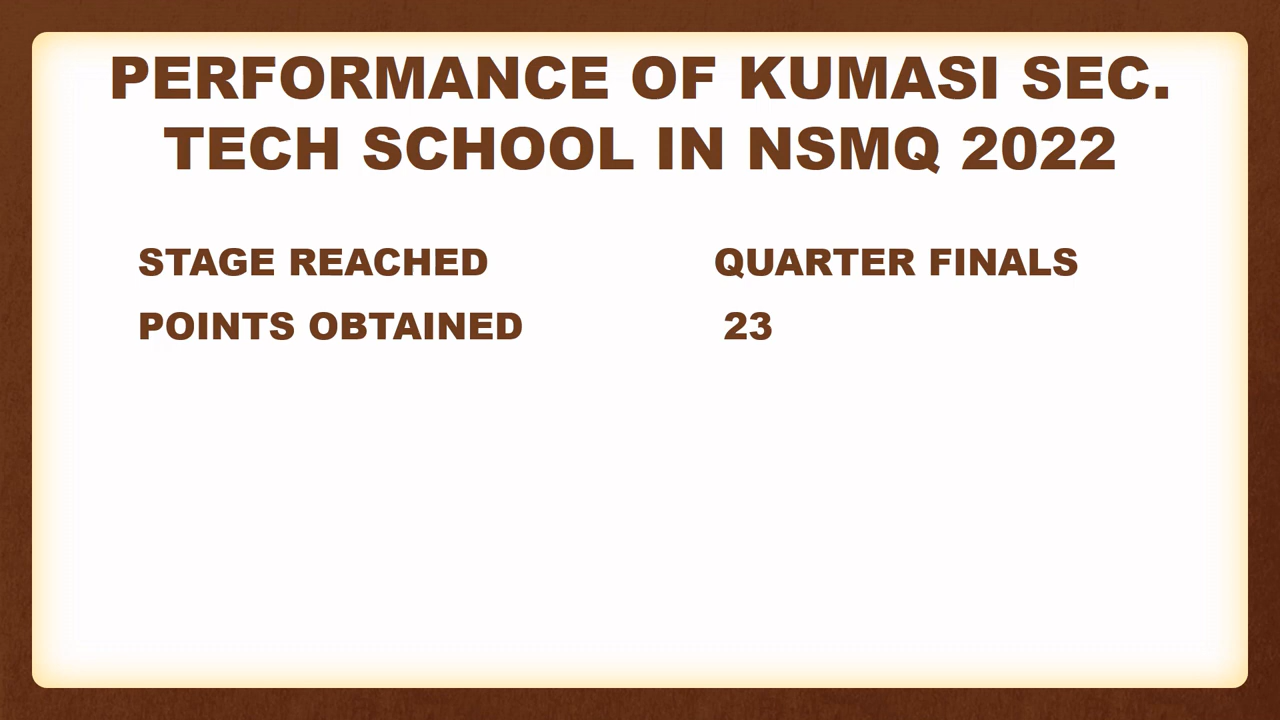 PERFORMANCE OF KUMASI SEC.
TECH SCHOOL IN NSMQ 2022
STAGE REACHED QUARTER FINALS
POINTS OBTAINED 23